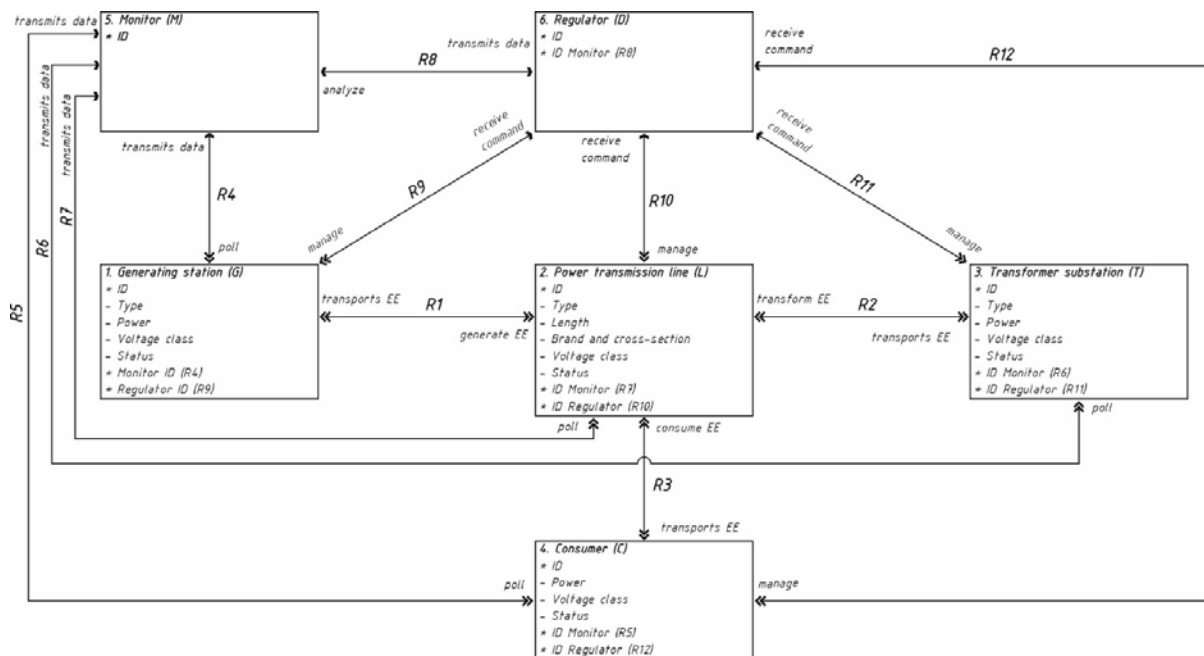 transmits data
5. Monitor (M)
* ID
6. Regulator (D)
* ID
* ID Monitor (R8)
transmits data
R8
analyze
receive
command
R12
transmits data
transmits data
transmits data
R4
poll
receive
command
R9
manage
receive
command
R10
manage
receive
command
R11
manage
R7
R6
R5
1. Generating station (G)
* ID
- Type
- Power
- Voltage class
- Status
* Monitor ID (R4)
* Regulator ID (R9)
transports EE
R1
generate EE
2. Power transmission line (L)
* ID
- Type
- Length
- Brand and cross-section
- Voltage class
- Status
* ID Monitor (R7)
* ID Regulator (R10)
transform EE
R2
transports EE
3. Transformer substation (T)
* ID
- Type
- Power
- Voltage class
- Status
* ID Monitor (R6)
* ID Regulator (R11)
poll
poll
consume EE
R3
transports EE
4. Consumer (C)
* ID
- Power
- Voltage class
- Status
* ID Monitor (R5)
* ID Regulator (R12)
poll
manage